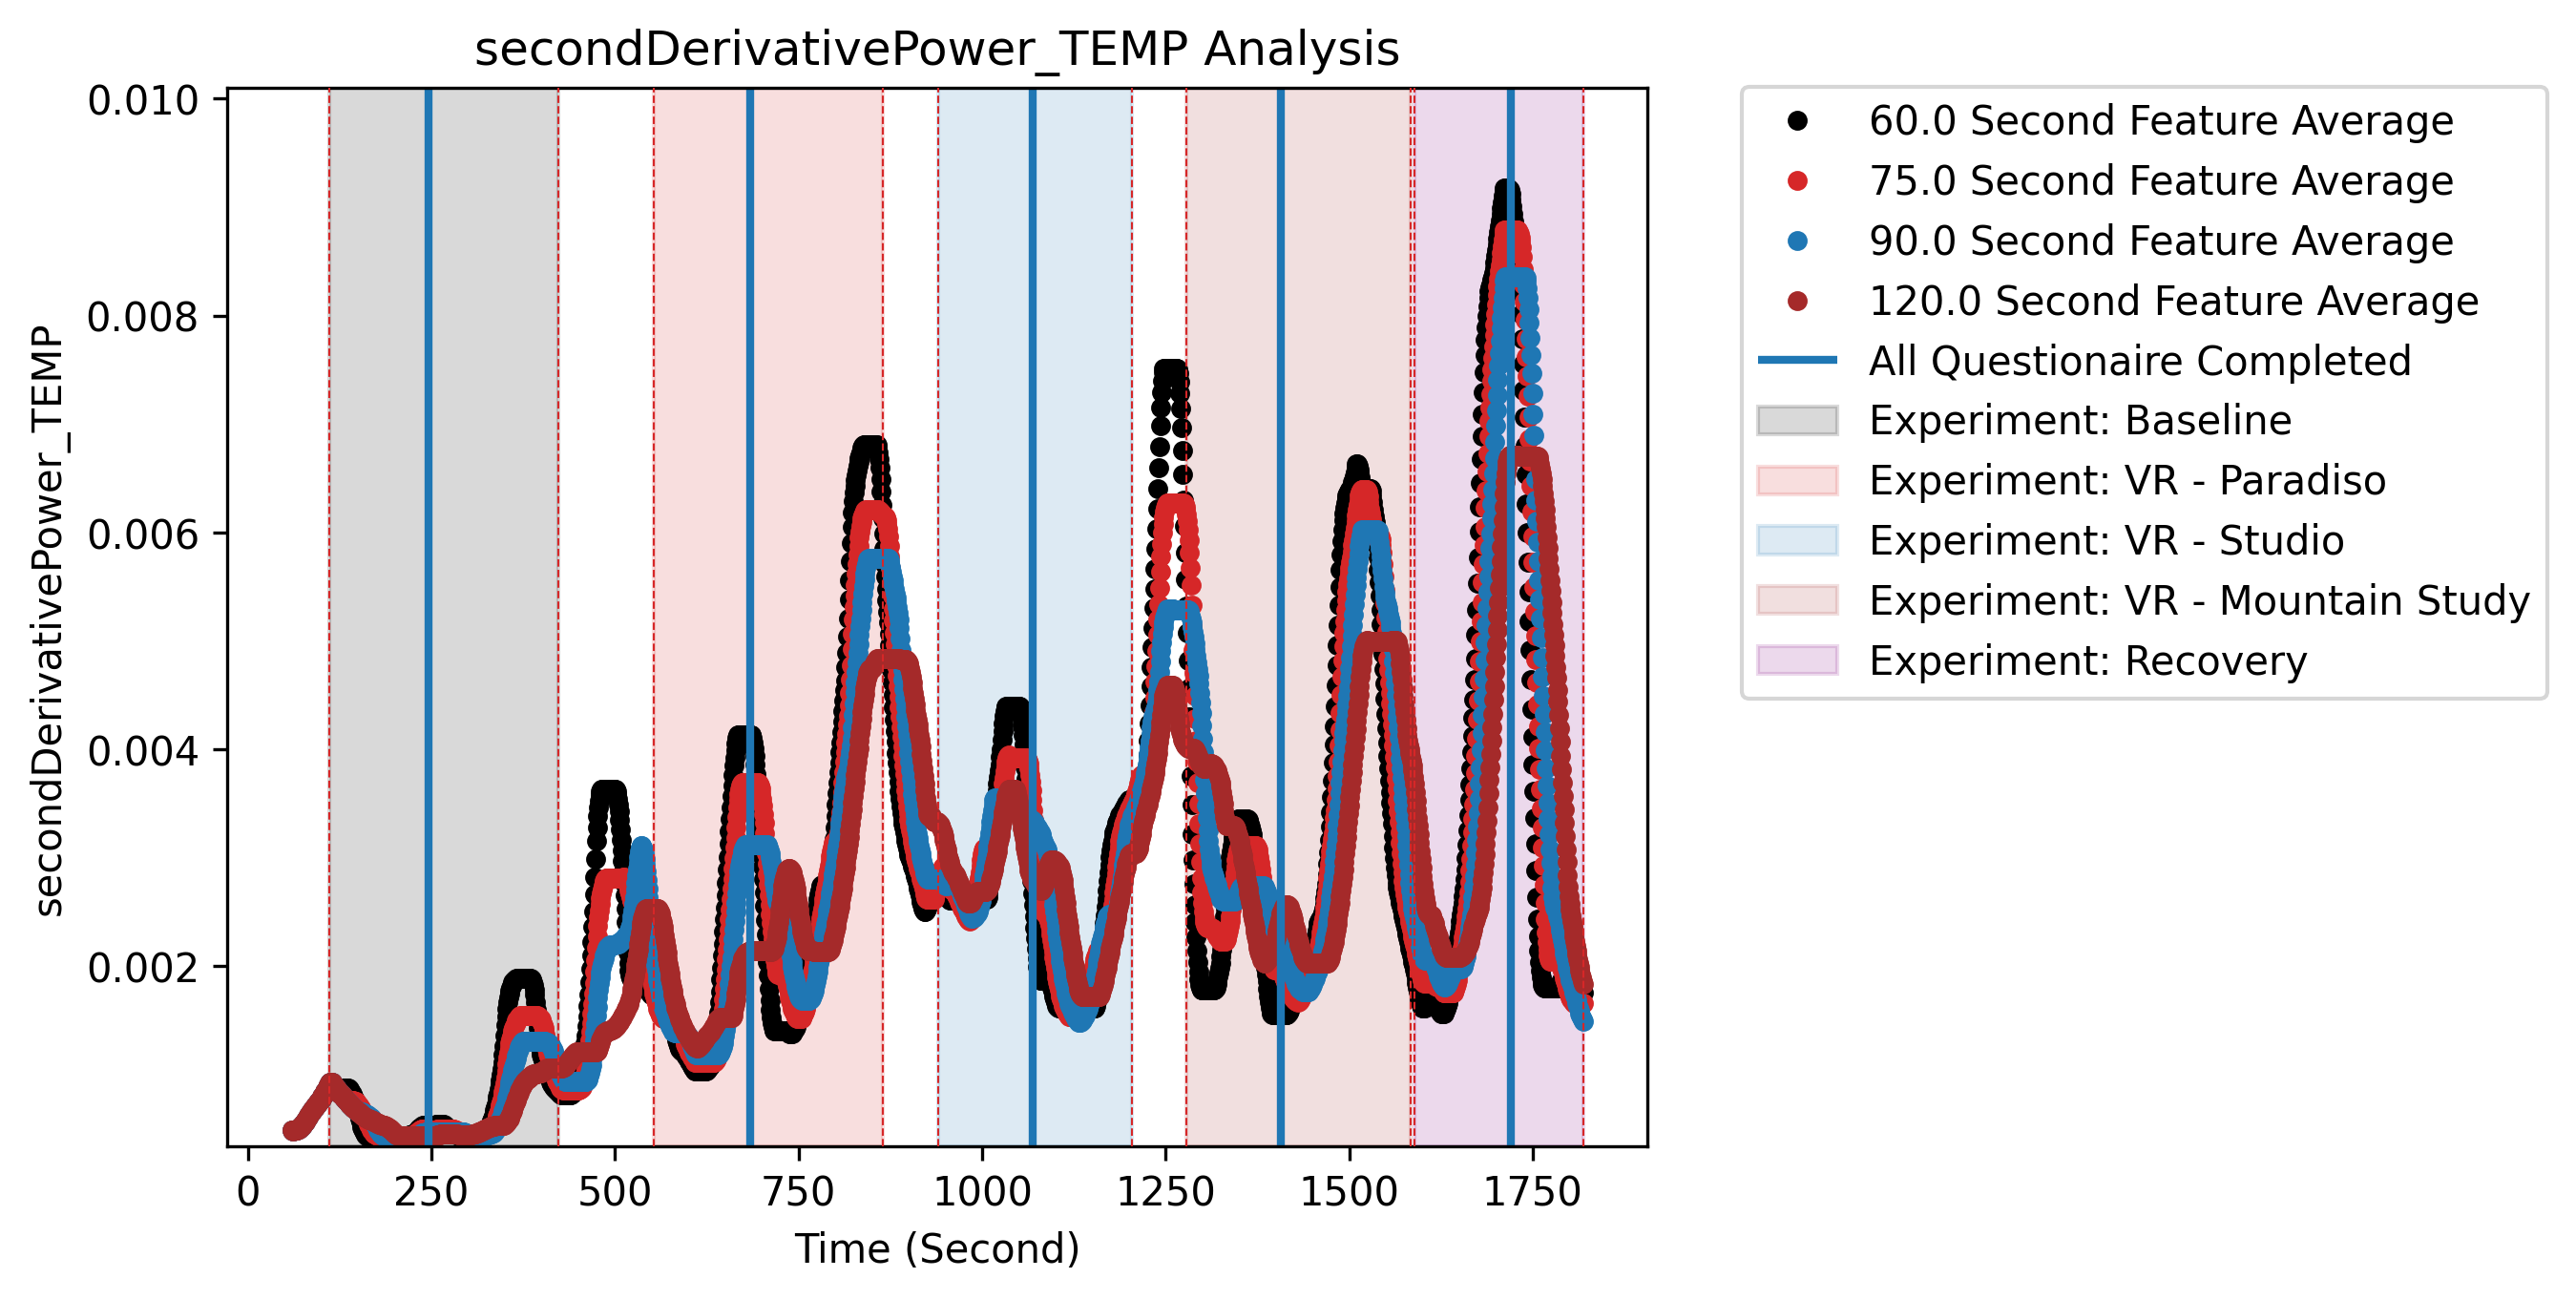 secondDerivativePower_TEMP Analysis
secondDerivativePower_TEMP
0.010
0.008
0.006
0.004
0.002
0 250 500 750 1000 1250 1500 1750
Time (Second)
60.0 Second Feature Average
75.0 Second Feature Average
90.0 Second Feature Average
120.0 Second Feature Average
All Questionaire Completed
Experiment: Baseline
Experiment: VR - Paradiso
Experiment: VR - Studio
Experiment: VR - Mountain Study
Experiment: Recovery